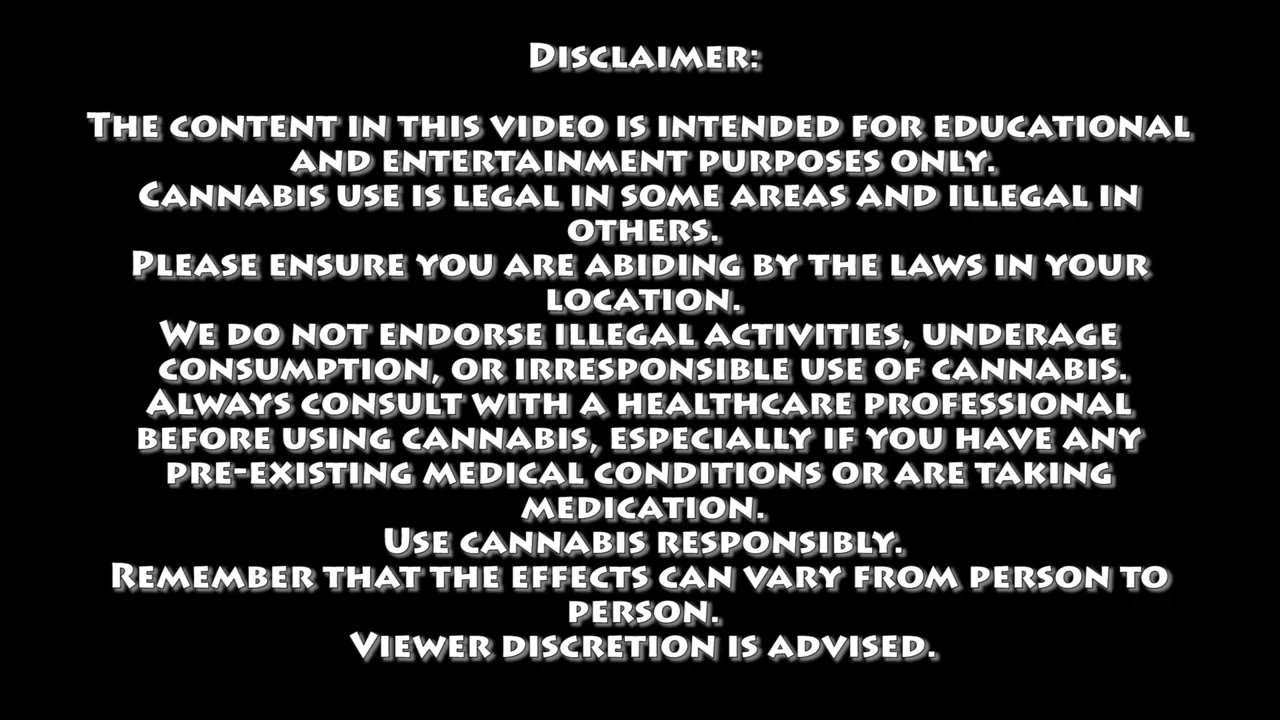 Disclaimer:
The content in this video is intended for educational
and entertainment purposes only.
Cannabis use is legal in some areas and illegal in
others.
Please ensure you are abiding by the laws in your
location.
We do not endorse illegal activities, underage
consumption, or irresponsible use of cannabis.
Always consult with a healthcare professional
before using cannabis, especially if you have any
pre-existing medical conditions or are taking
medication.
Use cannabis responsibly.
Remember that the effects can vary from person to
person.
Viewer discretion is advised.